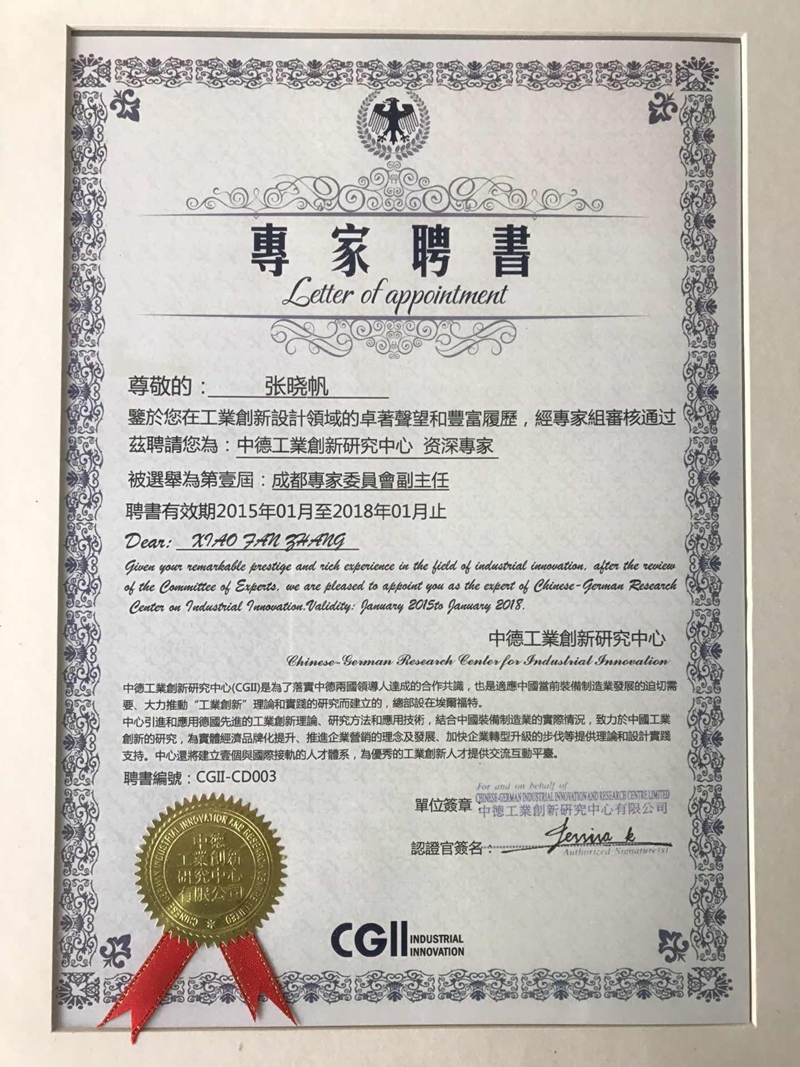 專家聘書
Letter of appointment
尊敬的：張晓帆
鑒於您在工業創新設計領域的卓著聲望和豐富履歷，經專家組審核通过
茲聘請您為：中德工業創新研究中心 资深專家
被選舉為第壹屆：成都專家委員會副主任
聘書有效期2015年01月至2018年01月止
Dear: XIAO FAN ZHANG
Given your remarkable prestige and rich experience in the field of industrial innovation, after the review
of the Committee of Experts, we are pleased to appoint you as the expert of Chinese-German Research
Center on Industrial Innovation.Validity: January 2015to January 2018.
中德工業創新研究中心
Chinese-German Research Center for Industrial Innovation
中德工業創新研究中心(CGII)是為了落實中德兩國領導人達成的合作共識，也是適應中國當前裝備制造業發展的迫切需
要、大力推動“工業創新”理論和實踐的研究而建立的，總部設在埃爾福特。
中心引進和應用德國先進的工業創新理論、研究方法和應用技術，結合中國裝備制造業的實際情況，致力於中國工業
創新的研究，為實體經濟品牌化提升、推進企業營銷的理念及發展、加快企業轉型升級的步伐等提供理論和設計實踐
支持。中心還將建立壹個與國際接軌的人才體系，為優秀的工業創新人才提供交流互動平臺。
聘書編號：CGII-CD003
For and on behalf of
CHINESE-GERMAN INDUSTRIAL INNOVATION AND RESEARCH CENTRE LIMITED
單位簽章 中德工業創新研究中心有限公司
認證官簽名： Jessica k
Authorized Signature(s)
CHINESE-GERMAN INDUSTRIAL INNOVATION AND RESEARCH CENTRE LIMITED
中德
工業創新
研究中心
有限公司
CGII INDUSTRIAL
INNOVATION